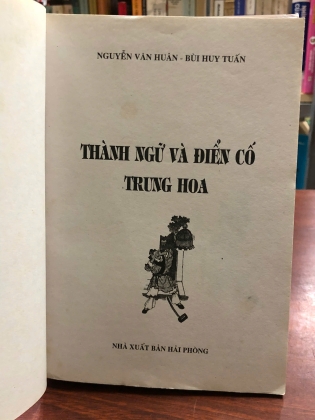 NGUYỄN VĂN HUÂN - BÙI HUY TUẤN
THÀNH NGỮ VÀ ĐIỂN CỐ
TRUNG HOA
NHÀ XUẤT BẢN HẢI PHÒNG